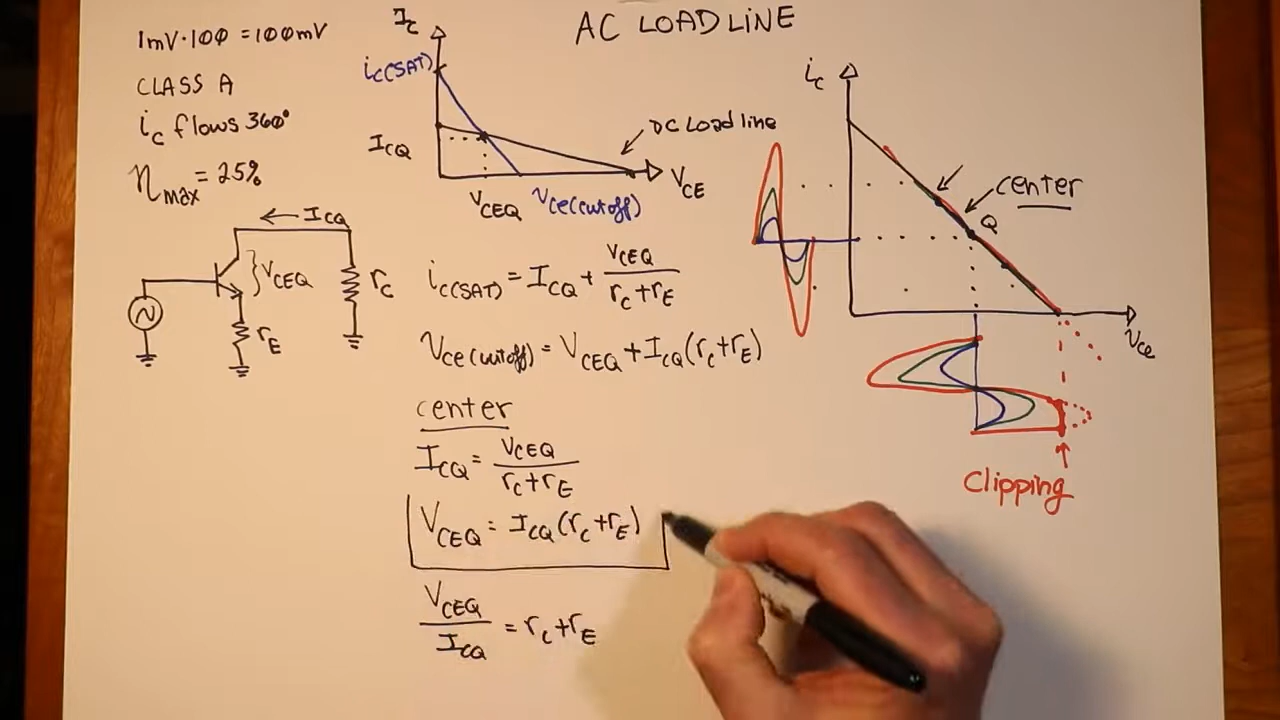 AC LOAD LINE
1mV·100 = 100mV
CLASS A
ic flows 360°
ηmax = 25%
IC
ic(SAT)
ICQ
DC Load line
VCE
VCEQ
Vce(cutoff)
ICQ
VCEQ
rC
rE
ic(SAT) = ICQ + VCEQ / rC+rE
Vce(cutoff) = VCEQ + ICQ(rC+rE)
center
ICQ = VCEQ / rC+rE
VCEQ = ICQ(rC+rE)
VCEQ / ICQ = rC+rE
ic
center
Q
Vce
Clipping